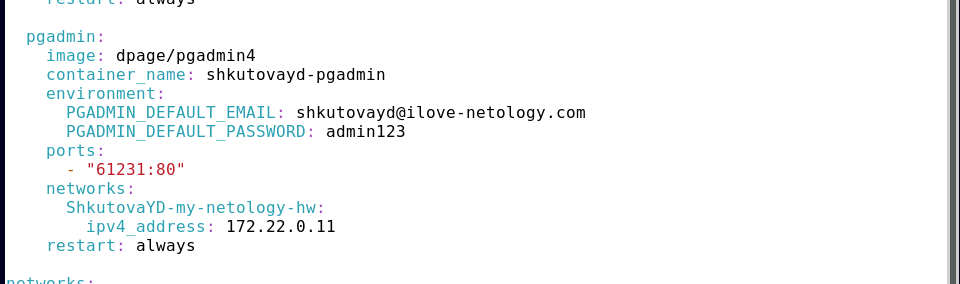 restart: always

  pgadmin:
    image: dpage/pgadmin4
    container_name: shkutovayd-pgadmin
    environment:
      PGADMIN_DEFAULT_EMAIL: shkutovayd@ilove-netology.com
      PGADMIN_DEFAULT_PASSWORD: admin123
    ports:
      - "61231:80"
    networks:
      ShkutovaYD-my-netology-hw:
        ipv4_address: 172.22.0.11
    restart: always

networks: